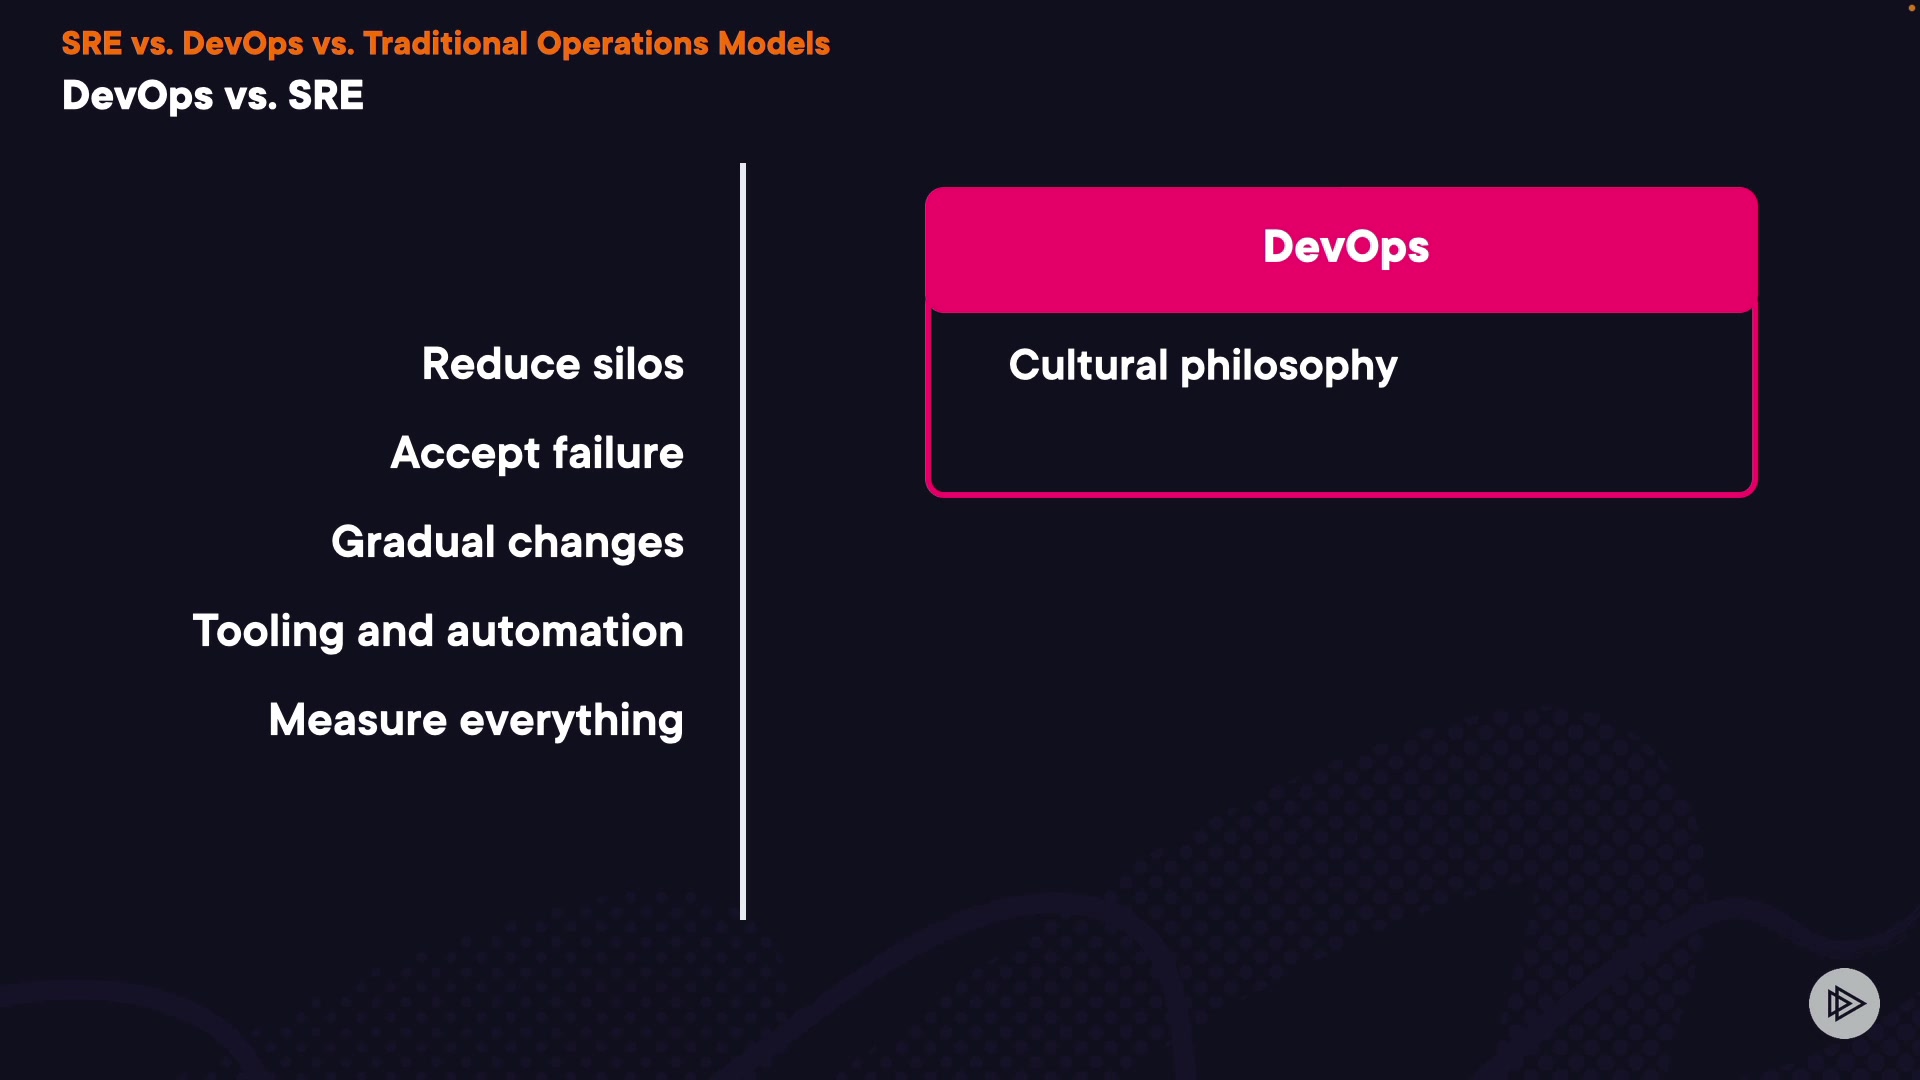 SRE vs. DevOps vs. Traditional Operations Models
DevOps vs. SRE
Reduce silos
Accept failure
Gradual changes
Tooling and automation
Measure everything
DevOps
Cultural philosophy